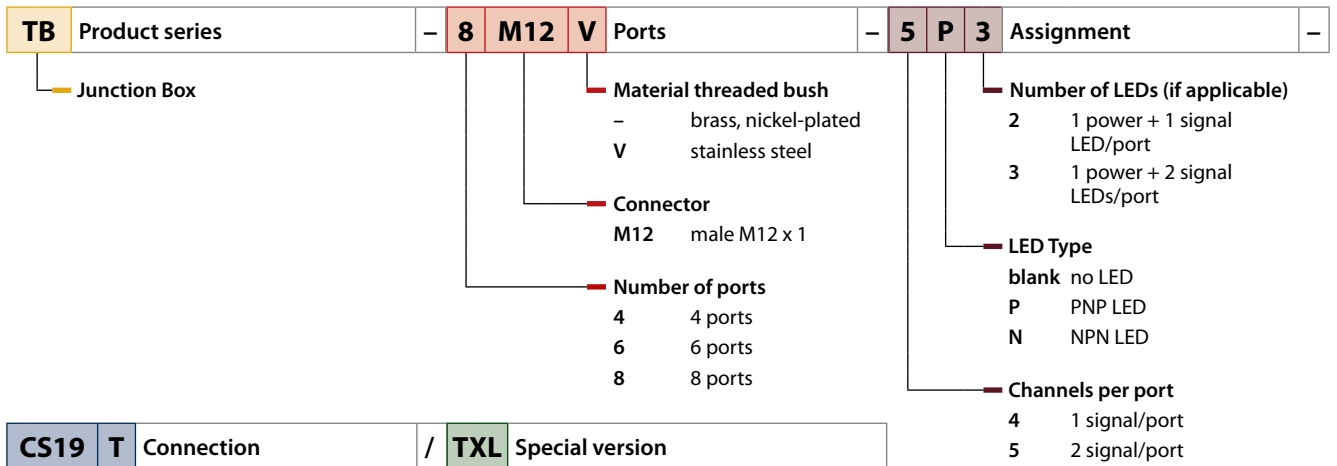 TB Product series – 8 M12 V Ports – 5 P 3 Assignment –
Junction Box
Material threaded bush
– brass, nickel-plated
V stainless steel
Connector
M12 male M12 x 1
Number of ports
4 4 ports
6 6 ports
8 8 ports
Number of LEDs (if applicable)
2 1 power + 1 signal
LED/port
3 1 power + 2 signal
LEDs/port
LED Type
blank no LED
P PNP LED
N NPN LED
Channels per port
4 1 signal/port
5 2 signal/port
CS19 T Connection / TXL Special version